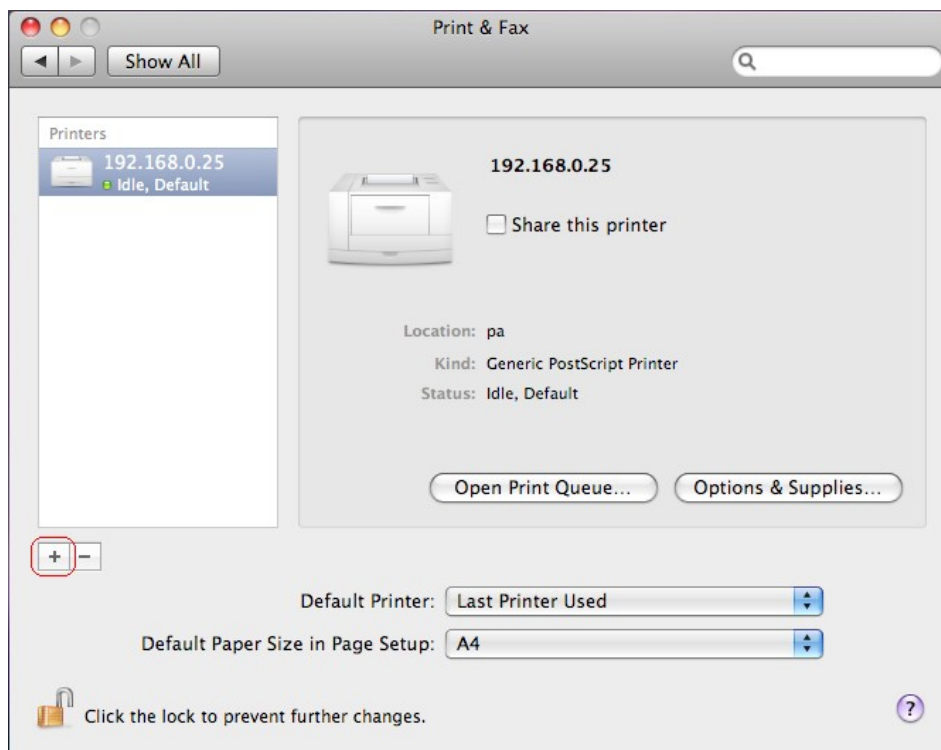 Print & Fax
Show All
Printers
192.168.0.25
Idle, Default
192.168.0.25
Share this printer
Location: pa
Kind: Generic PostScript Printer
Status: Idle, Default
Open Print Queue...
Options & Supplies...
+ −
Default Printer: Last Printer Used
Default Paper Size in Page Setup: A4
Click the lock to prevent further changes.
?